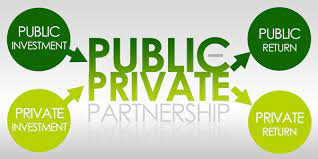 PUBLIC
INVESTMENT
PUBLIC-
PRIVATE
PARTNERSHIP
PUBLIC
RETURN
PRIVATE
INVESTMENT
PRIVATE
RETURN